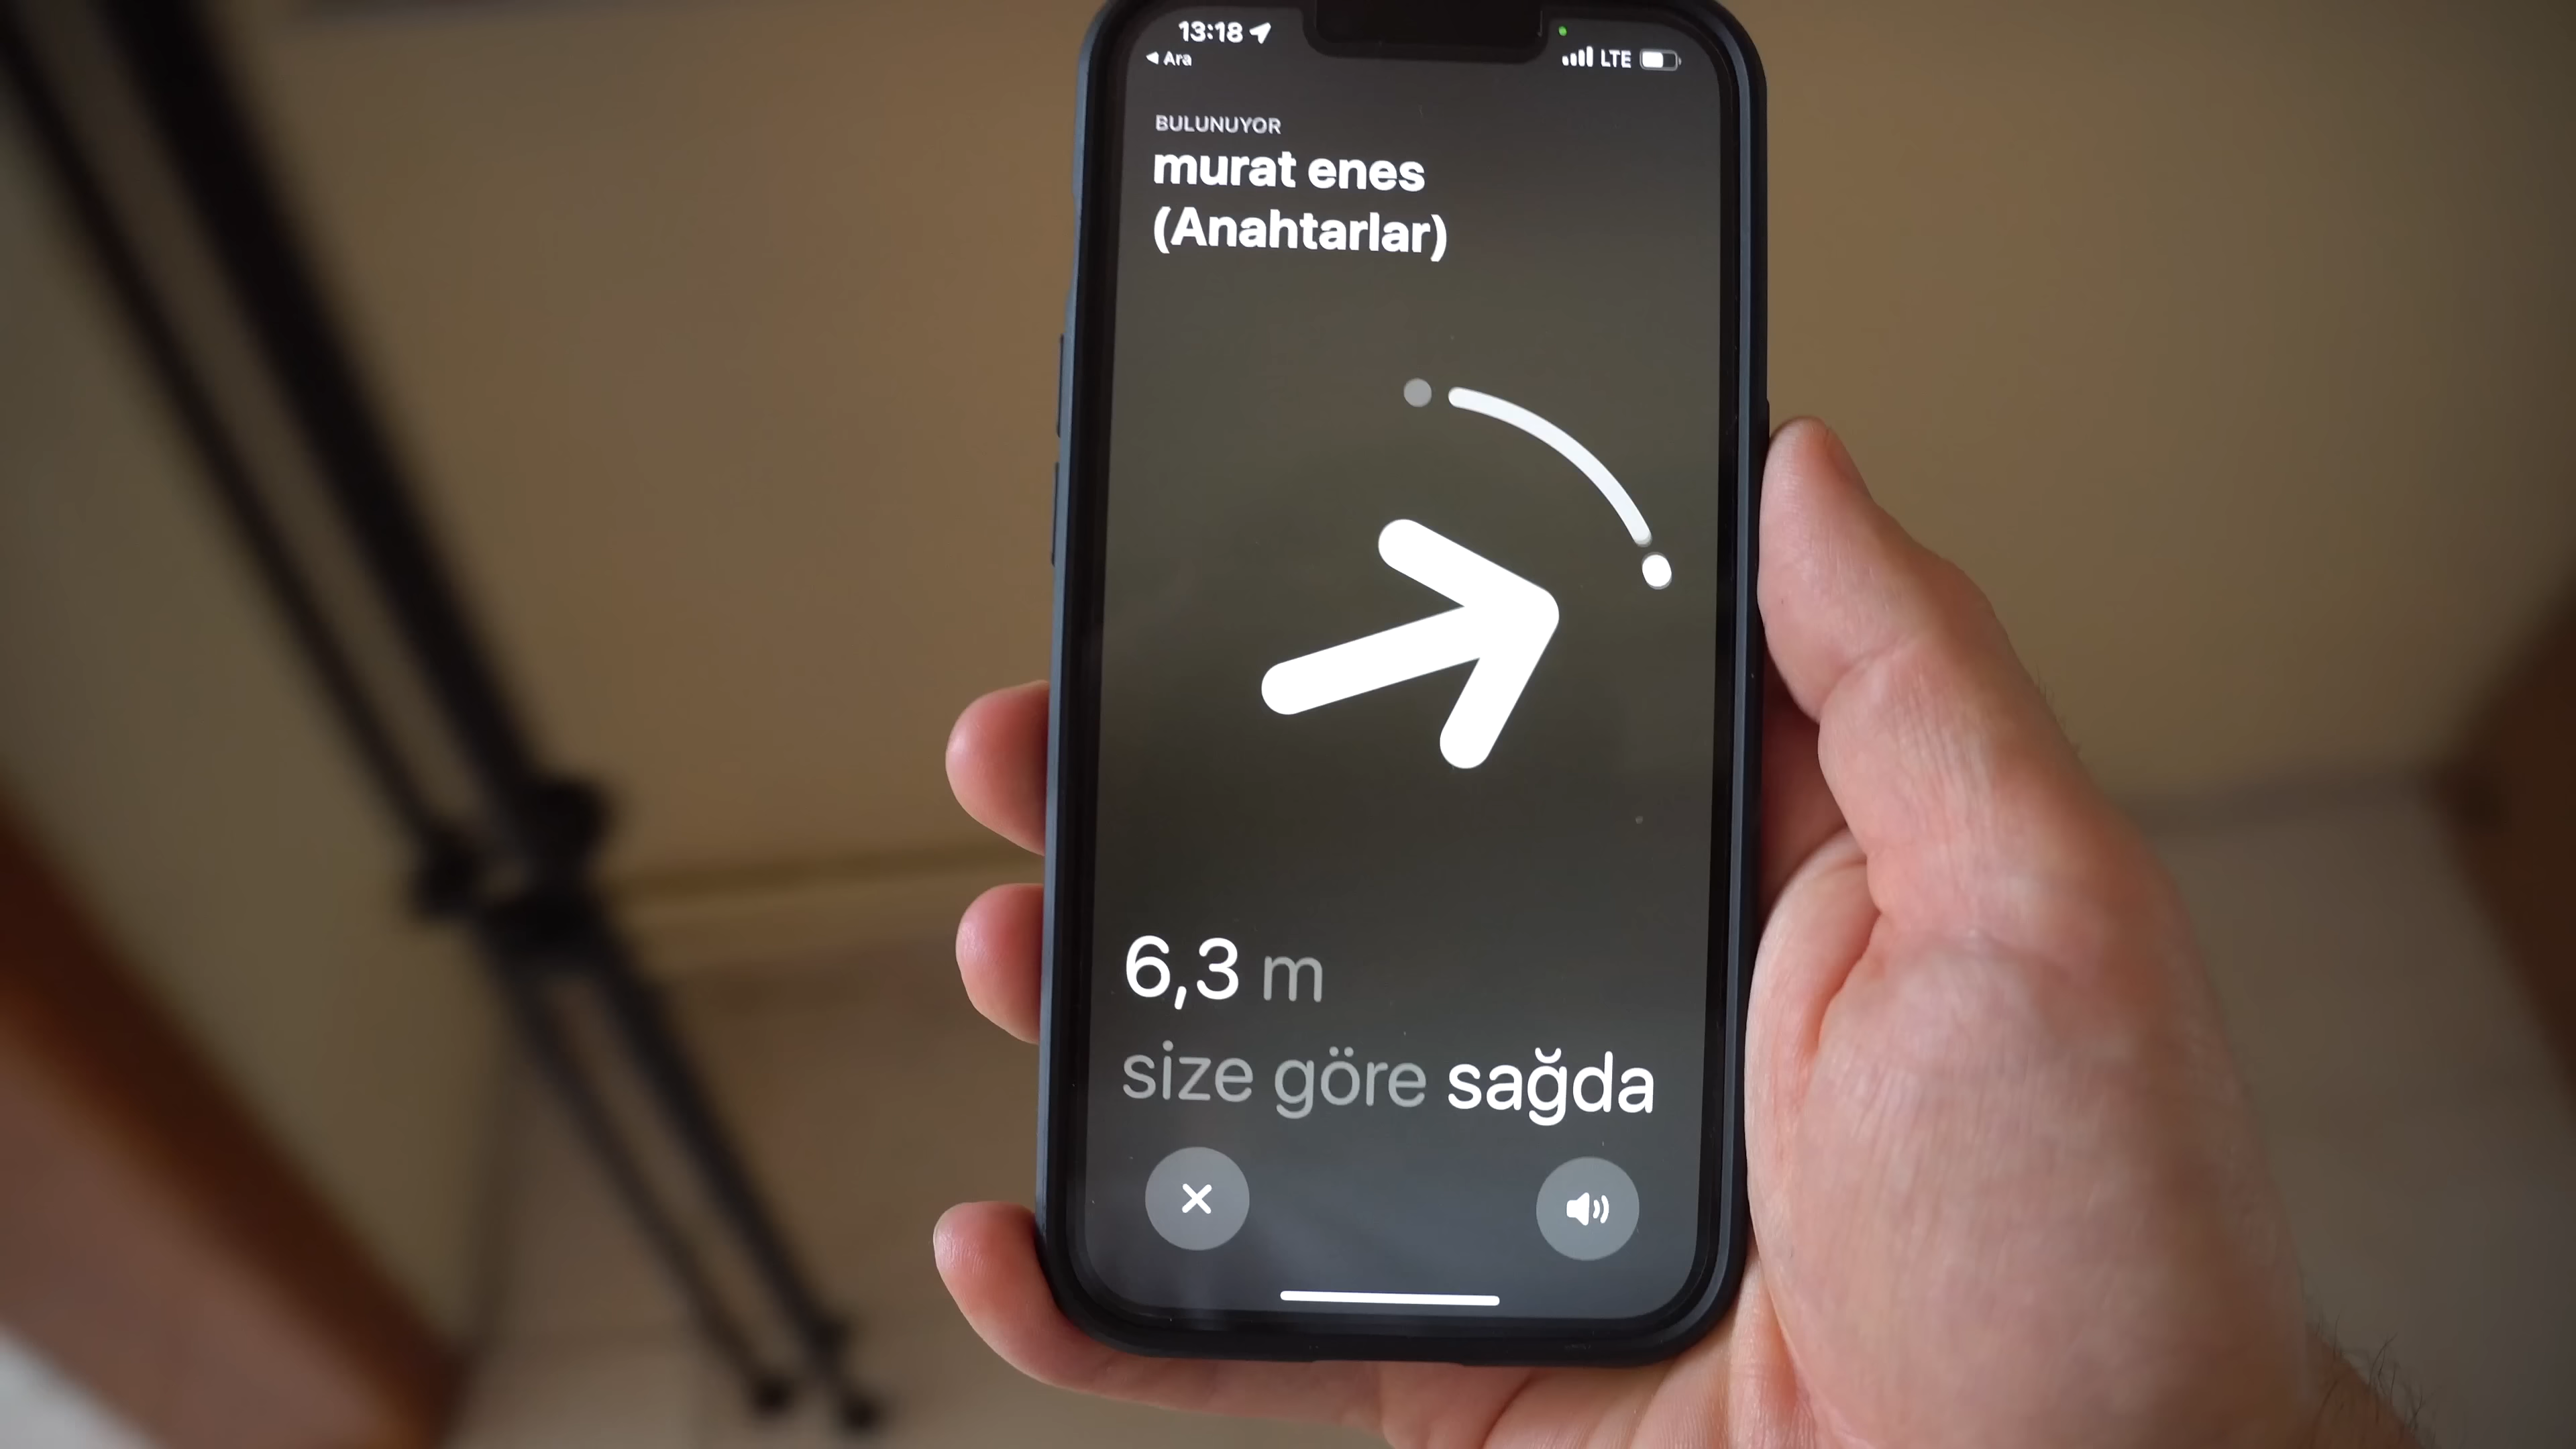 13:18
Ara
LTE
BULUNUYOR
murat enes
(Anahtarlar)
6,3 m
size göre sağda